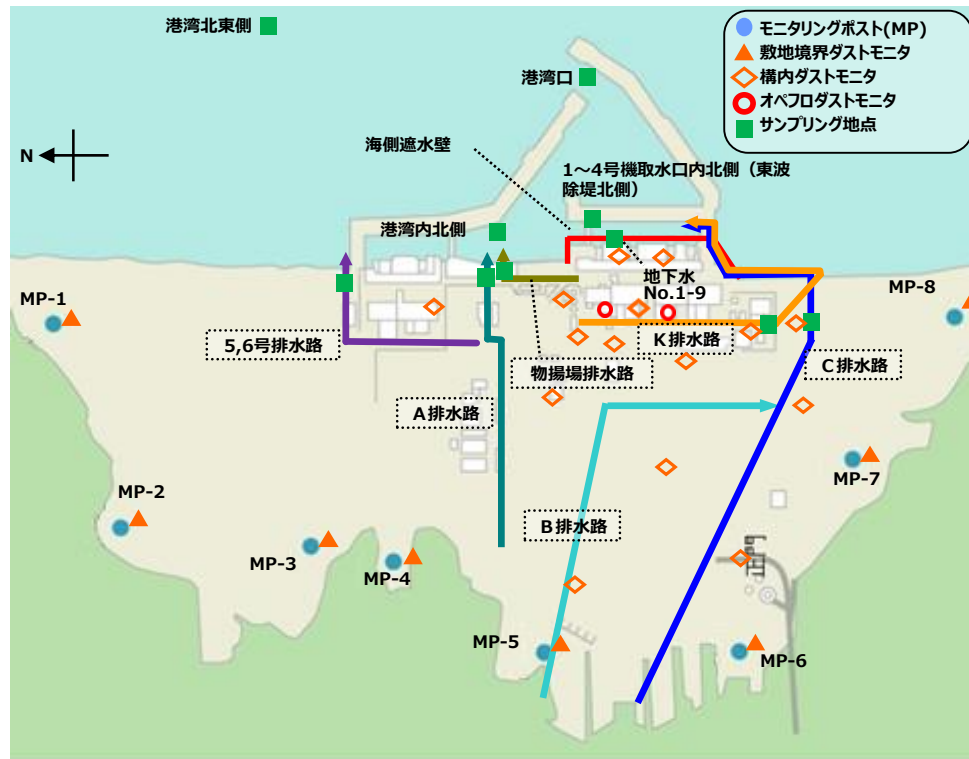 港湾北東側
モニタリングポスト(MP)
敷地境界ダストモニタ
構内ダストモニタ
オペフロダストモニタ
サンプリング地点
港湾口
N
海側遮水壁
1～4号機取水口内北側（東波
除堤北側）
港湾内北側
地下水
No.1-9
MP-1
MP-8
5,6号排水路
K排水路
物揚場排水路
C排水路
A排水路
MP-7
MP-2
B排水路
MP-3
MP-4
MP-5
MP-6